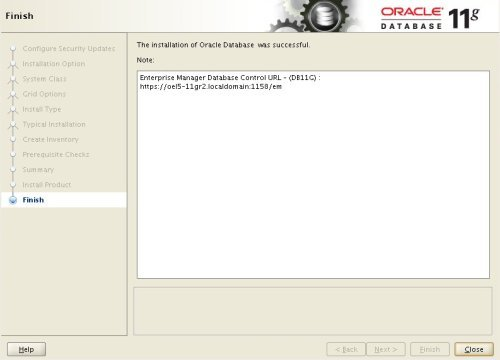 Finish
ORACLE
DATABASE 11g
Configure Security Updates
Installation Option
System Class
Grid Options
Install Type
Typical Installation
Create Inventory
Prerequisite Checks
Summary
Install Product
Finish
The installation of Oracle Database was successful.
Note:
Enterprise Manager Database Control URL - (DB11G) :
https://oel5-11gr2.localdomain:1158/em
Help
< Back
Next >
Finish
Close